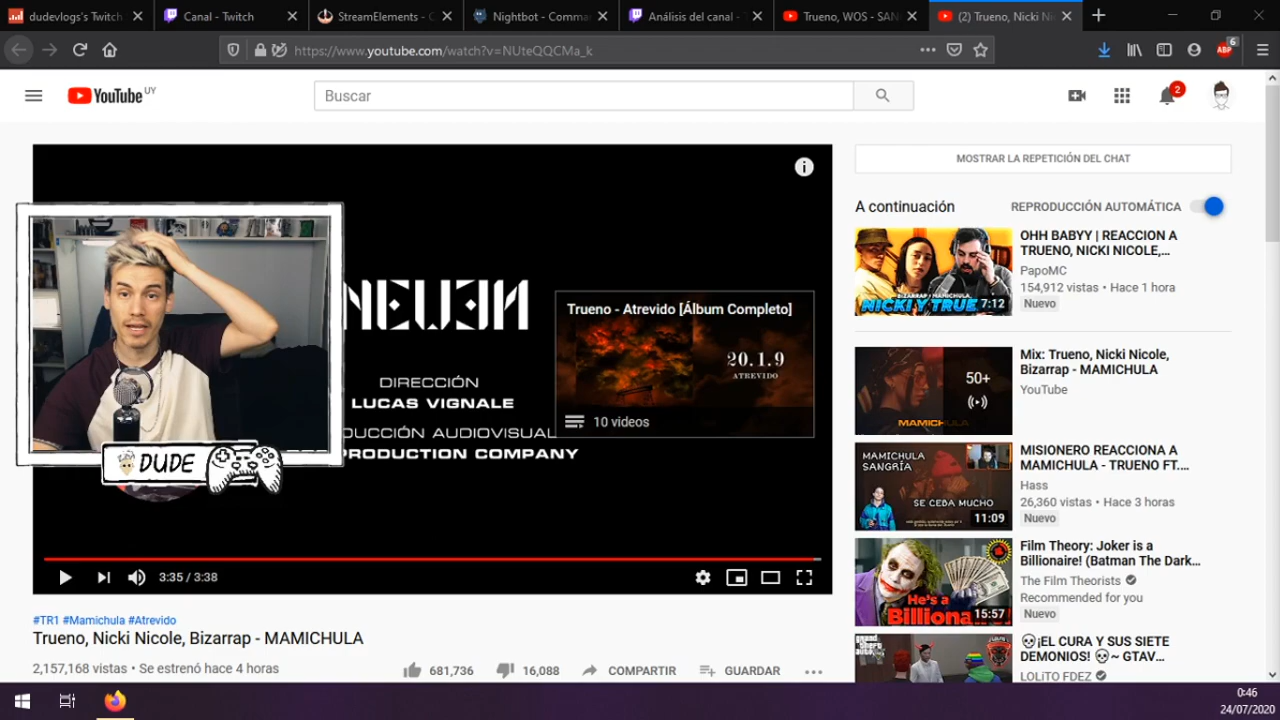 dudevlogs's Twitch
Canal - Twitch
StreamElements - C
Nightbot - Comma
Análisis del canal -
Trueno, WOS - SAN
(2) Trueno, Nicki Ni
https://www.youtube.com/watch?v=NUteQQCMa_k
ABP
6
YouTube UY
Buscar
2
MOSTRAR LA REPETICIÓN DEL CHAT
A continuación
REPRODUCCIÓN AUTOMÁTICA
NEUEN
DIRECCIÓN
LUCAS VIGNALE
DUCCIÓN AUDIOVISUAL
PRODUCTION COMPANY
Trueno - Atrevido [Álbum Completo]
20.1.9
ATREVIDO
10 videos
DUDE
3:35 / 3:38
#TR1 #Mamichula #Atrevido
Trueno, Nicki Nicole, Bizarrap - MAMICHULA
2,157,168 vistas • Se estrenó hace 4 horas
681,736
16,088
COMPARTIR
GUARDAR
BIZARRAP / MAMICHULA
NICKI Y TRUE
7:12
OHH BABYY | REACCION A
TRUENO, NICKI NICOLE,...
PapoMC
154,912 vistas • Hace 1 hora
Nuevo
50+
MAMICHULA
Mix: Trueno, Nicki Nicole,
Bizarrap - MAMICHULA
YouTube
MAMICHULA
SANGRÍA
SE CEBA MUCHO
11:09
MISIONERO REACCIONA A
MAMICHULA - TRUENO FT....
Hass
26,360 vistas • Hace 3 horas
Nuevo
He's a
Billionai
15:57
Film Theory: Joker is a
Billionaire! (Batman The Dark...
The Film Theorists
Recommended for you
Nuevo
💀¡EL CURA Y SUS SIETE
DEMONIOS! 💀~ GTAV...
LOLiTO FDEZ
0:46
24/07/2020